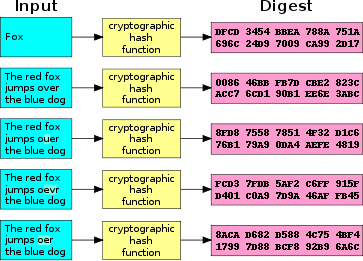 Input
Digest
Fox
cryptographic
hash
function
DFCD 3454 BBEA 788A 751A
696C 24D9 7009 CA99 2D17
The red fox
jumps over
the blue dog
cryptographic
hash
function
0086 46BB FB7D CBE2 823C
ACC7 6CD1 90B1 EE6E 3ABC
The red fox
jumps ouer
the blue dog
cryptographic
hash
function
8FD8 7558 7851 4F32 D1C6
76B1 79A9 0DA4 AEFE 4819
The red fox
jumps oevr
the blue dog
cryptographic
hash
function
FCD3 7FDB 5AF2 C6FF 915F
D401 C0A9 7D9A 46AF FB45
The red fox
jumps oer
the blue dog
cryptographic
hash
function
8ACA D682 D588 4C75 4BF4
1799 7D88 BCF8 92B9 6A6C